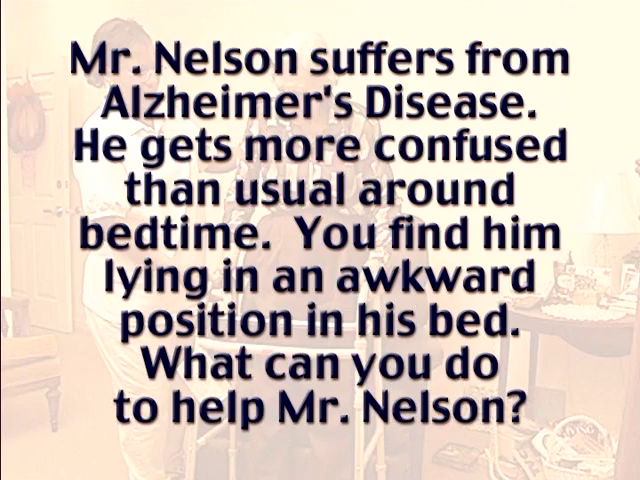 Mr. Nelson suffers from
Alzheimer's Disease.
He gets more confused
than usual around
bedtime.  You find him
lying in an awkward
position in his bed.
What can you do
to help Mr. Nelson?